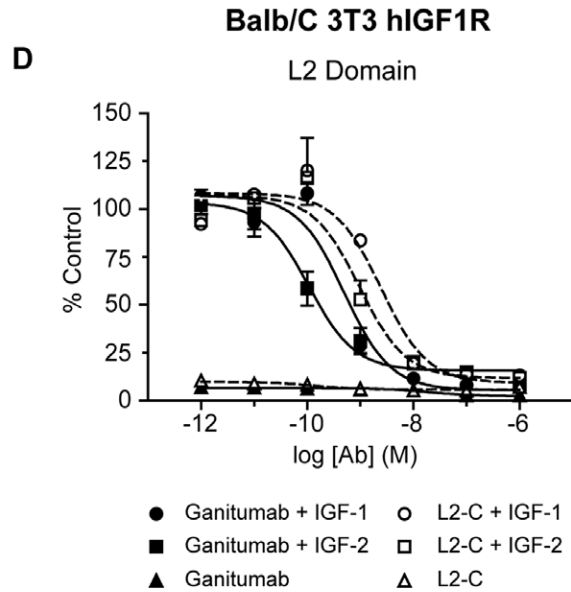 Balb/C 3T3 hIGF1R
D
L2 Domain
150
125
100
75
50
25
0
% Control
-12
-10
-8
-6
log [Ab] (M)
Ganitumab + IGF-1
L2-C + IGF-1
Ganitumab + IGF-2
L2-C + IGF-2
Ganitumab
L2-C